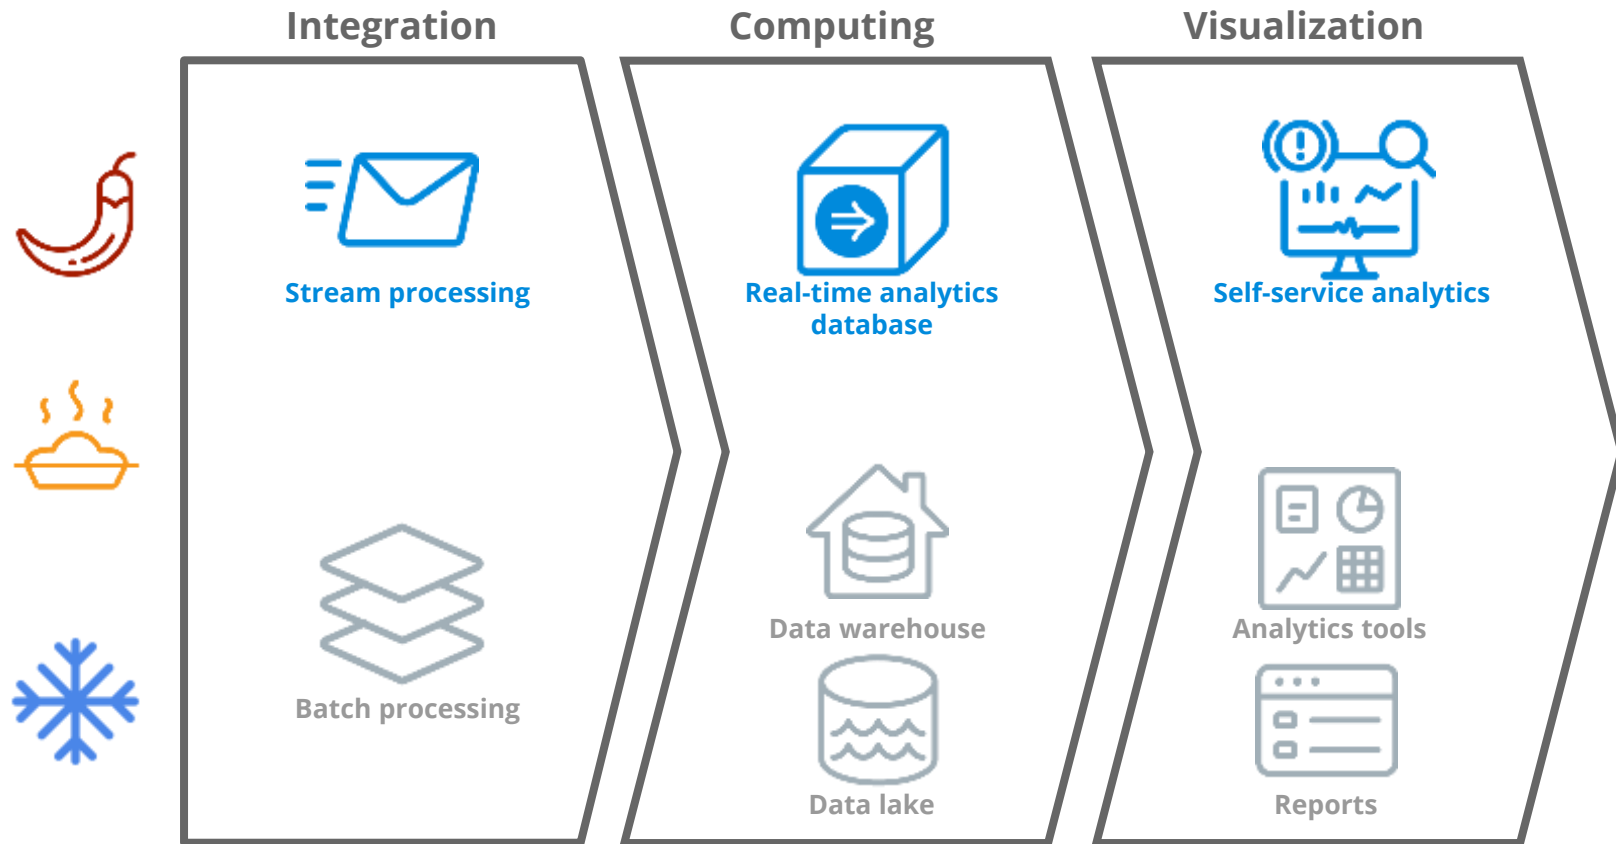 Integration
Computing
Visualization
Stream processing
Real-time analytics
database
Self-service analytics
Batch processing
Data warehouse
Data lake
Analytics tools
Reports